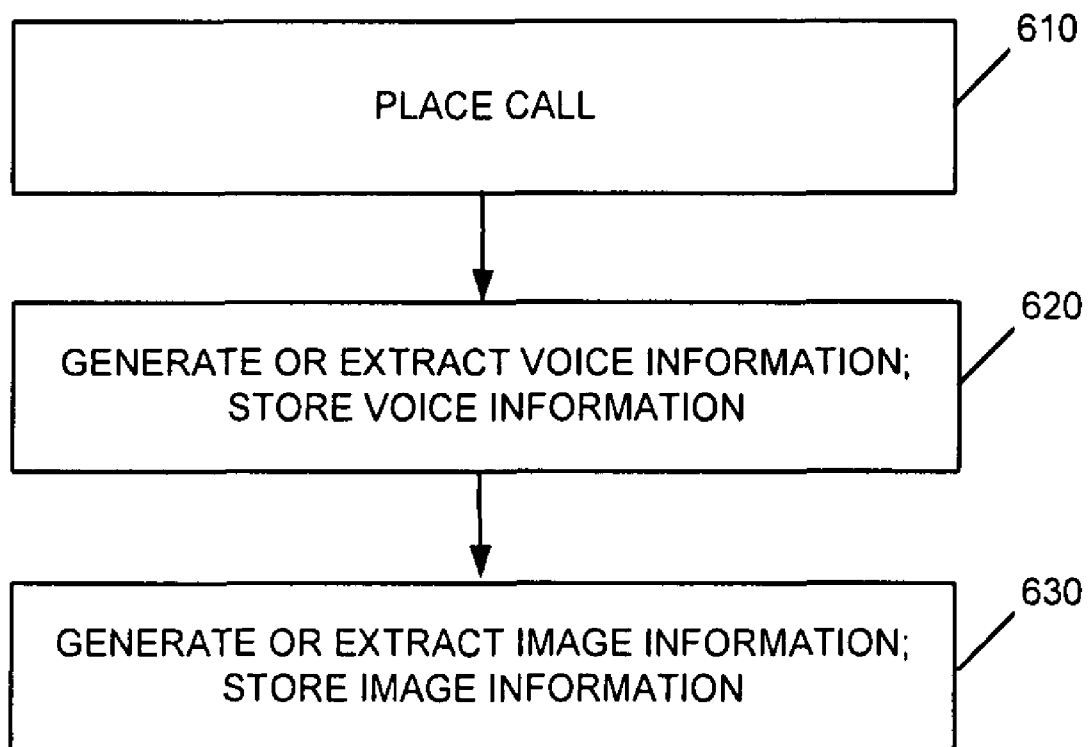 610
PLACE CALL
620
GENERATE OR EXTRACT VOICE INFORMATION;
STORE VOICE INFORMATION
630
GENERATE OR EXTRACT IMAGE INFORMATION;
STORE IMAGE INFORMATION